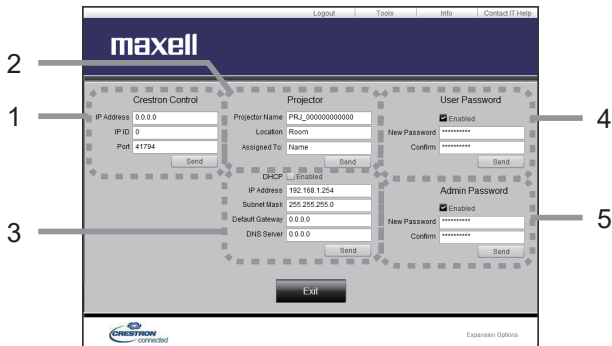 Logout Tools Info Contact IT Help
maxell
2
1
3
4
5
Crestron Control
IP Address 0.0.0.0
IP ID 0
Port 41794
Send
Projector
Projector Name PRJ_000000000000
Location Room
Assigned To: Name
Send
DHCP Enabled
IP Address 192.168.1.254
Subnet Mask 255.255.255.0
Default Gateway 0.0.0.0
DNS Server 0.0.0.0
Send
User Password
Enabled
New Password **********
Confirm **********
Send
Admin Password
Enabled
New Password **********
Confirm **********
Send
Exit
CRESTRON
connected
Expansion Options